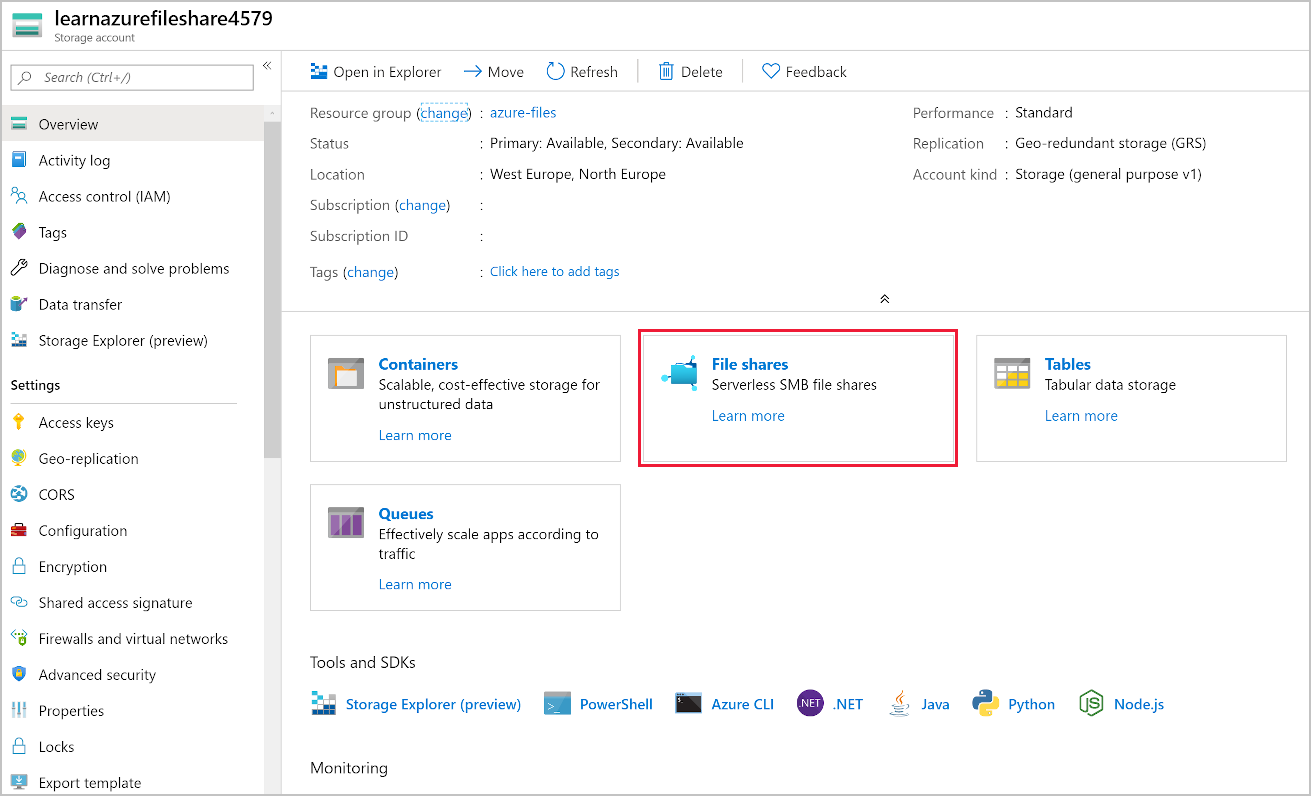 learnazurefileshare4579
Storage account
Search (Ctrl+/)
«
Overview
Activity log
Access control (IAM)
Tags
Diagnose and solve problems
Data transfer
Storage Explorer (preview)
Settings
Access keys
Geo-replication
CORS
Configuration
Encryption
Shared access signature
Firewalls and virtual networks
Advanced security
Properties
Locks
Export template
Open in Explorer Move Refresh Delete Feedback
Resource group (change) : azure-files
Status : Primary: Available, Secondary: Available
Location : West Europe, North Europe
Subscription (change) :
Subscription ID :
Tags (change) : Click here to add tags
Performance : Standard
Replication : Geo-redundant storage (GRS)
Account kind : Storage (general purpose v1)
Containers
Scalable, cost-effective storage for
unstructured data
Learn more
File shares
Serverless SMB file shares
Learn more
Tables
Tabular data storage
Learn more
Queues
Effectively scale apps according to
traffic
Learn more
Tools and SDKs
Storage Explorer (preview) PowerShell Azure CLI .NET .NET Java Python JS Node.js
Monitoring